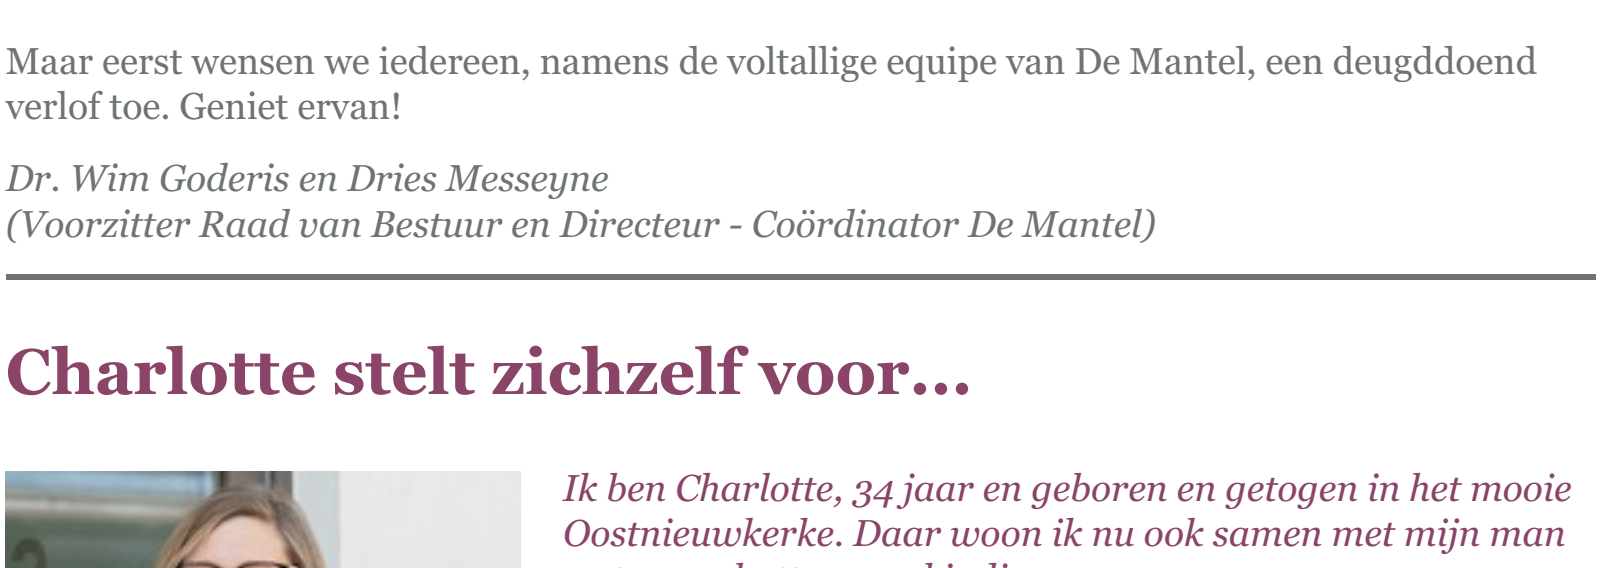 Maar eerst wensen we iedereen, namens de voltallige equipe van De Mantel, een deugddoend
verlof toe. Geniet ervan!
Dr. Wim Goderis en Dries Messeyne
(Voorzitter Raad van Bestuur en Directeur - Coördinator De Mantel)
Charlotte stelt zichzelf voor...
Ik ben Charlotte, 34 jaar en geboren en getogen in het mooie
Oostnieuwkerke. Daar woon ik nu ook samen met mijn man